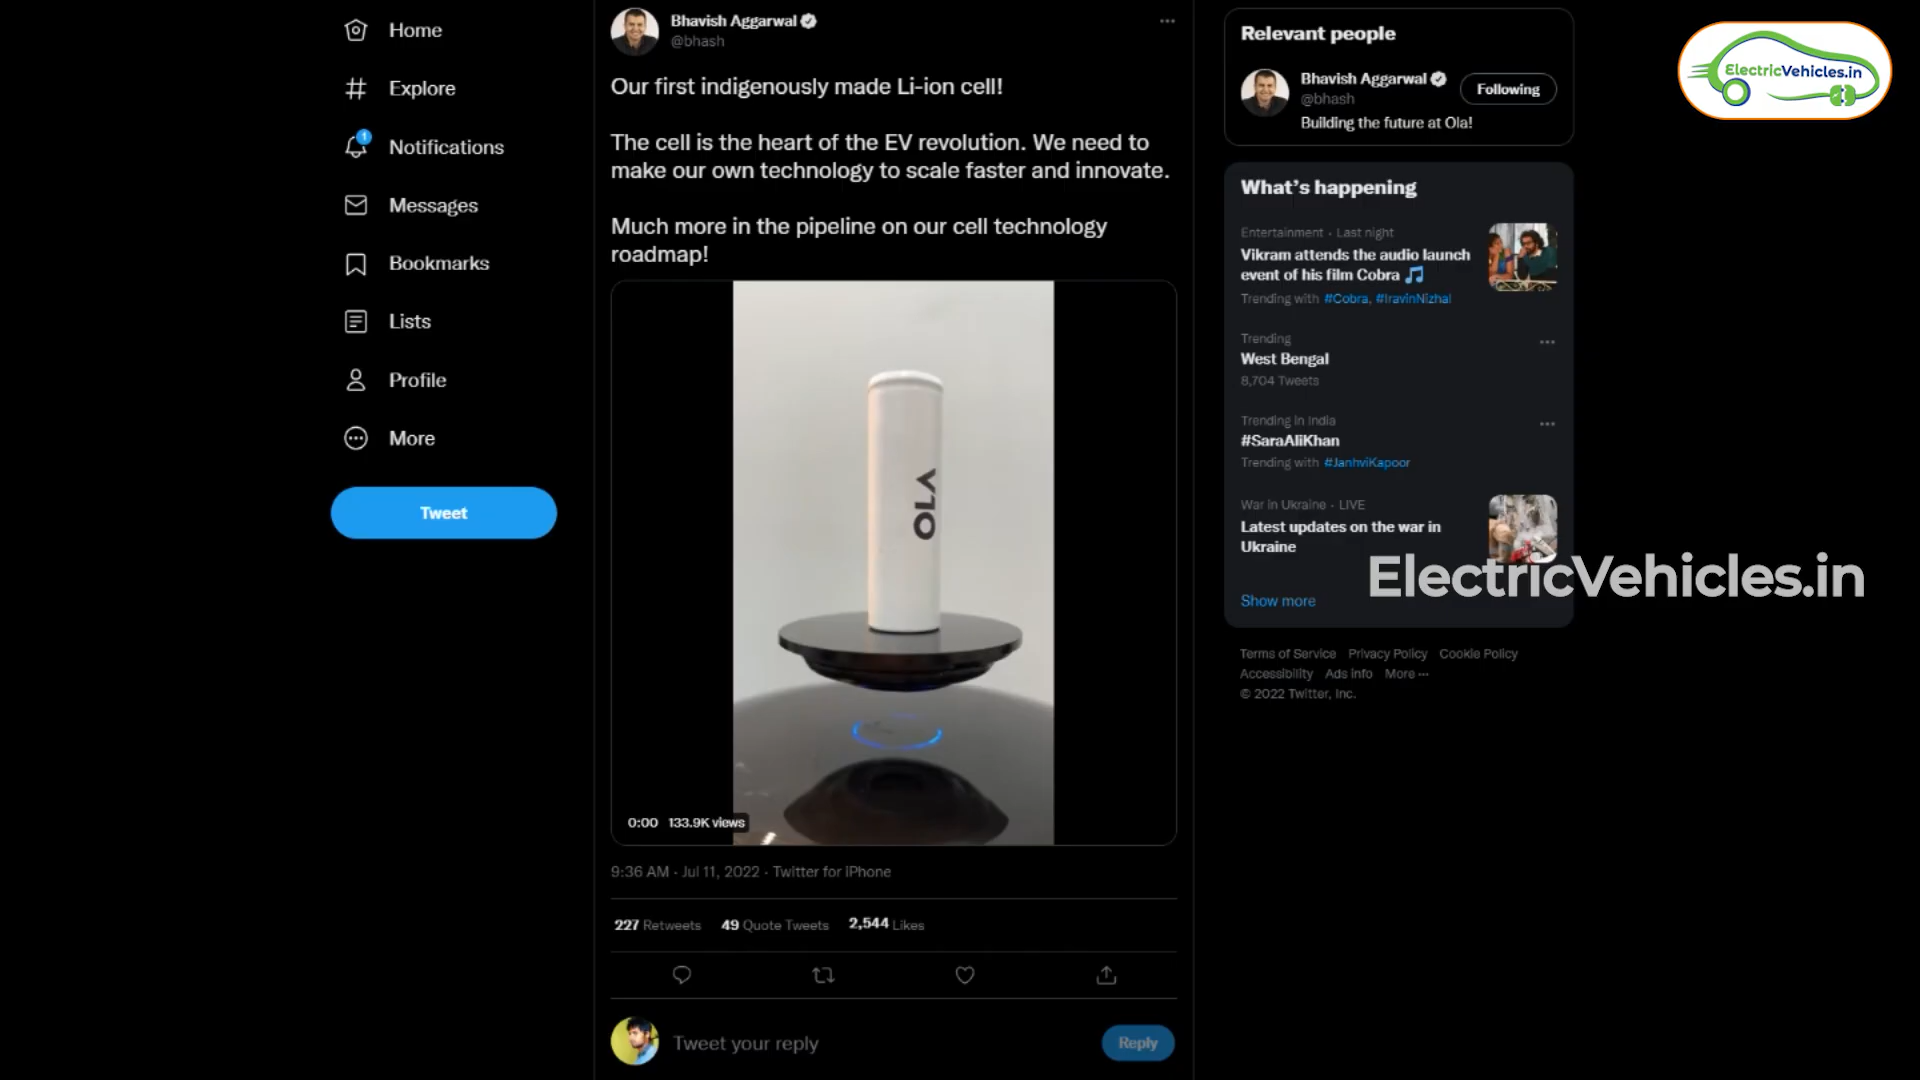 Home
Explore
1
Notifications
Messages
Bookmarks
Lists
Profile
More
Tweet
Bhavish Aggarwal
@bhash
Our first indigenously made Li-ion cell!
The cell is the heart of the EV revolution. We need to
make our own technology to scale faster and innovate.
Much more in the pipeline on our cell technology
roadmap!
OLA
0:00 133.9K views
9:36 AM · Jul 11, 2022 · Twitter for iPhone
227 Retweets 49 Quote Tweets 2,544 Likes
Tweet your reply
Reply
Relevant people
Bhavish Aggarwal
@bhash
Following
Building the future at Ola!
What's happening
Entertainment · Last night
Vikram attends the audio launch
event of his film Cobra
Trending with #Cobra, #IravinNizhal
Trending
West Bengal
8,704 Tweets
Trending in India
#SaraAliKhan
Trending with #JanhviKapoor
War in Ukraine · LIVE
Latest updates on the war in
Ukraine
Show more
Terms of Service Privacy Policy Cookie Policy
Accessibility Ads info More ···
© 2022 Twitter, Inc.
ElectricVehicles.in
ElectricVehicles.in